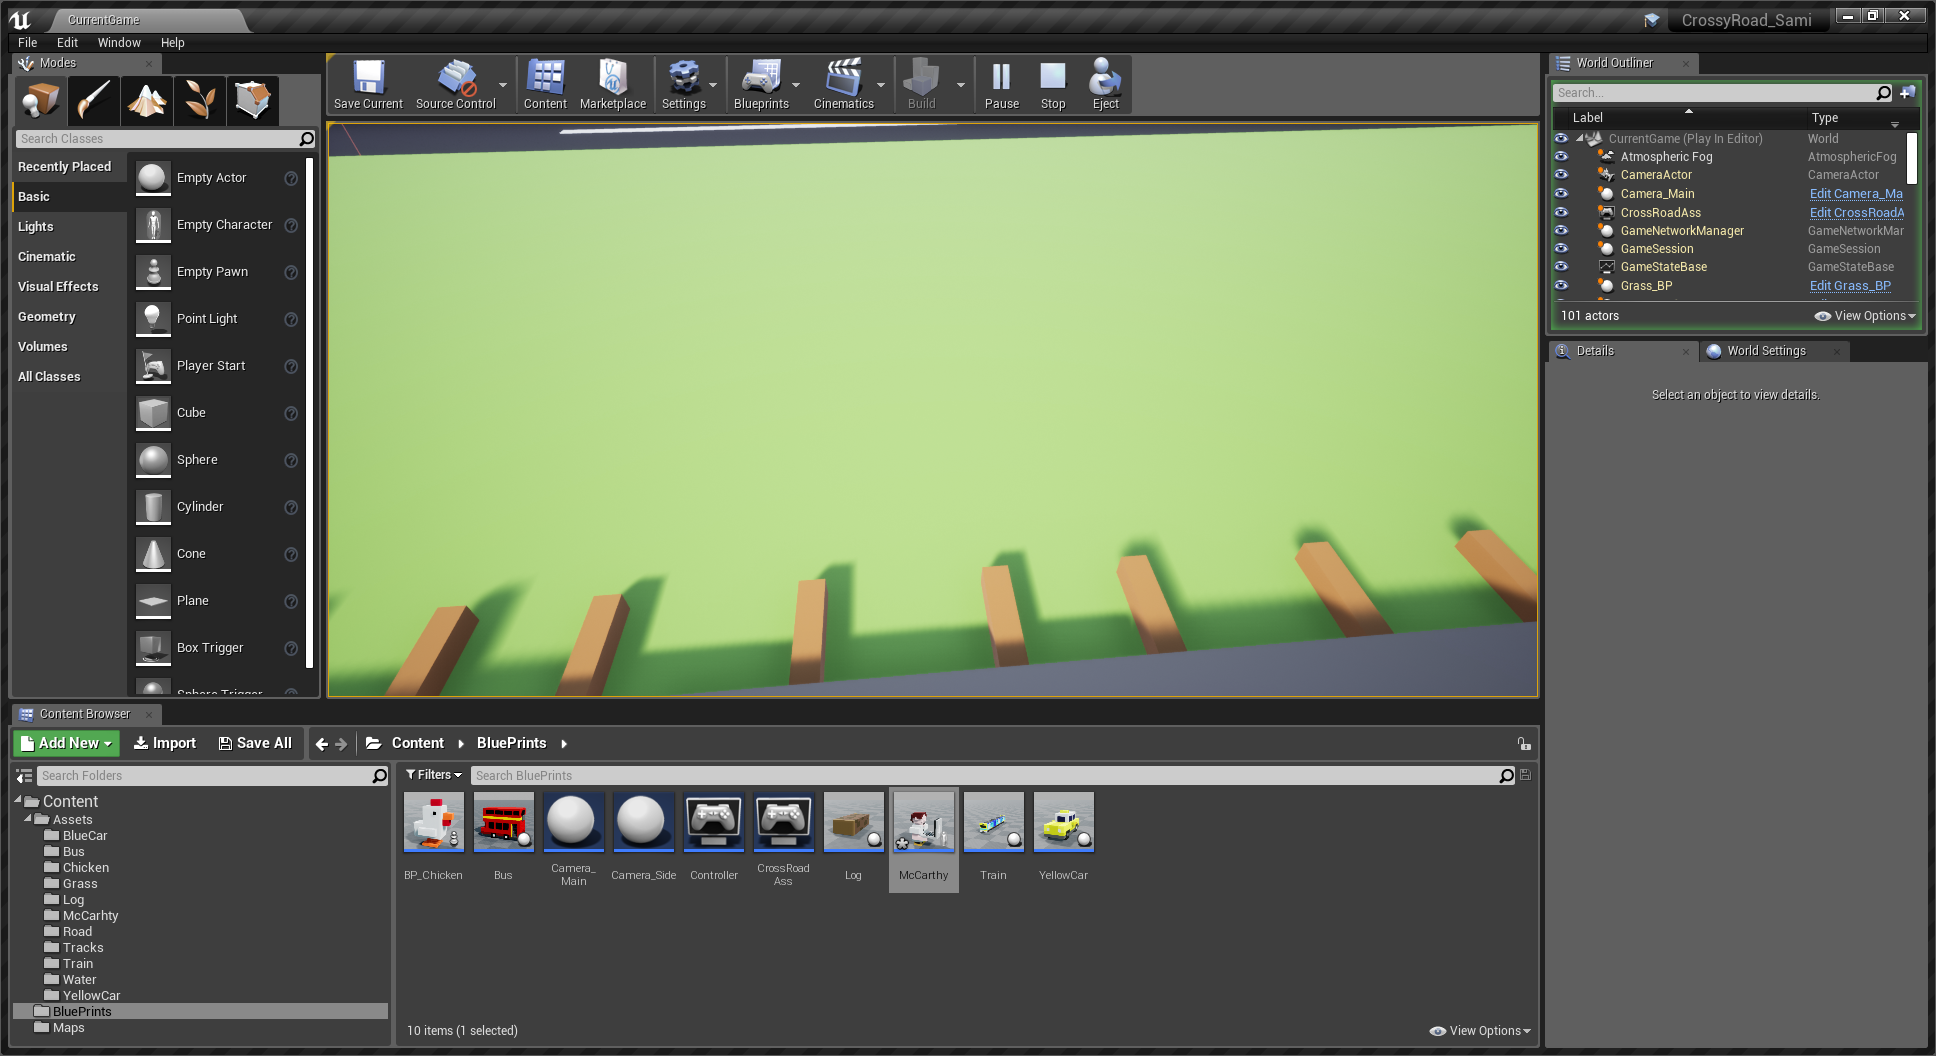 CurrentGame
CrossyRoad_Sami
File Edit Window Help
Modes
Search Classes
Recently Placed
Basic
Lights
Cinematic
Visual Effects
Geometry
Volumes
All Classes
Empty Actor
Empty Character
Empty Pawn
Point Light
Player Start
Cube
Sphere
Cylinder
Cone
Plane
Box Trigger
Sphere Trigger
Save Current
Source Control
Content
Marketplace
Settings
Blueprints
Cinematics
Build
Pause
Stop
Eject
World Outliner
Search...
Label Type
CurrentGame (Play In Editor) World
Atmospheric Fog AtmosphericFog
CameraActor CameraActor
Camera_Main Edit Camera_Ma
CrossRoadAss Edit CrossRoadA
GameNetworkManager GameNetworkMar
GameSession GameSession
GameStateBase GameStateBase
Grass_BP Edit Grass_BP
101 actors View Options
Details World Settings
Select an object to view details.
Content Browser
Add New Import Save All Content BluePrints
Search Folders
Content
Assets
BlueCar
Bus
Chicken
Grass
Log
McCarhty
Road
Tracks
Train
Water
YellowCar
BluePrints
Maps
Filters Search BluePrints
BP_Chicken
Bus
Camera_
Main
Camera_Side
Controller
CrossRoad
Ass
Log
McCarthy
Train
YellowCar
10 items (1 selected) View Options